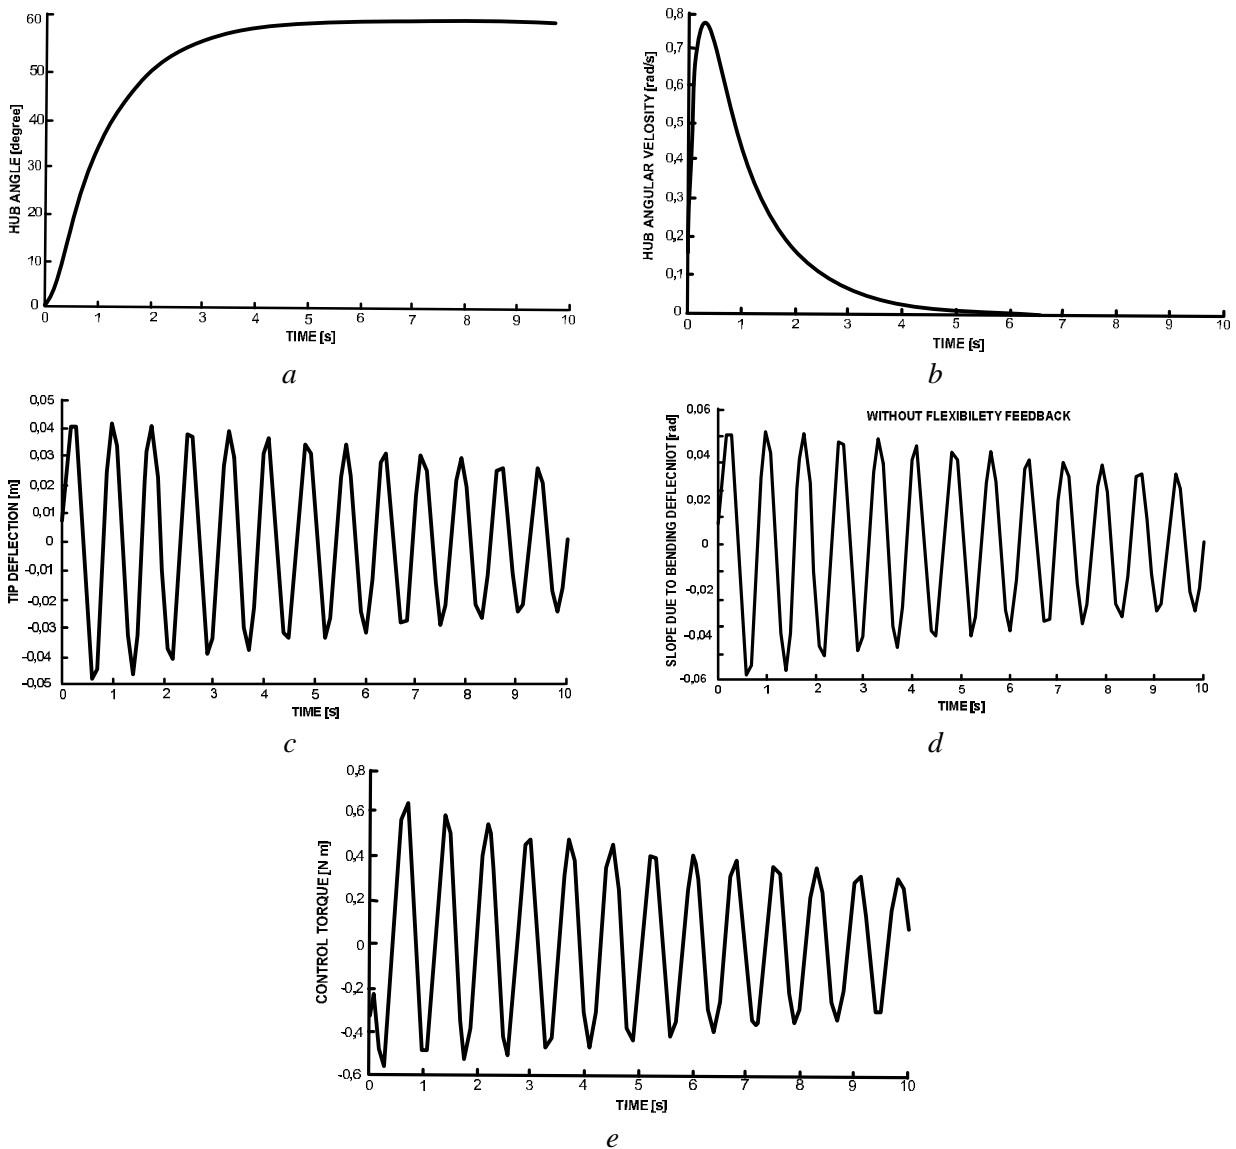 60
50
40
30
20
10
0
0 1 2 3 4 5 6 7 8 9 10
HUB ANGLE [degree]
TIME [s]
a
0,8
0,7
0,6
0,5
0,4
0,3
0,2
0,1
0
0 1 2 3 4 5 6 7 8 9 10
HUB ANGULAR VELOSITY [rad/s]
TIME [s]
b
0,05
0,04
0,03
0,02
0,01
0
-0,01
-0,02
-0,03
-0,04
-0,05
0 1 2 3 4 5 6 7 8 9 10
TIP DEFLECTION [m]
TIME [s]
c
WITHOUT FLEXIBILETY FEEDBACK
0,06
0,04
0,02
0
-0,02
-0,04
-0,06
0 1 2 3 4 5 6 7 8 9 10
SLOPE DUE TO BENDING DEFLECNIOT [rad]
TIME [s]
d
0,8
0,6
0,4
0,2
0
-0,2
-0,4
-0,6
0 1 2 3 4 5 6 7 8 9 10
CONTROL TORQUE [N m]
TIME [s]
e